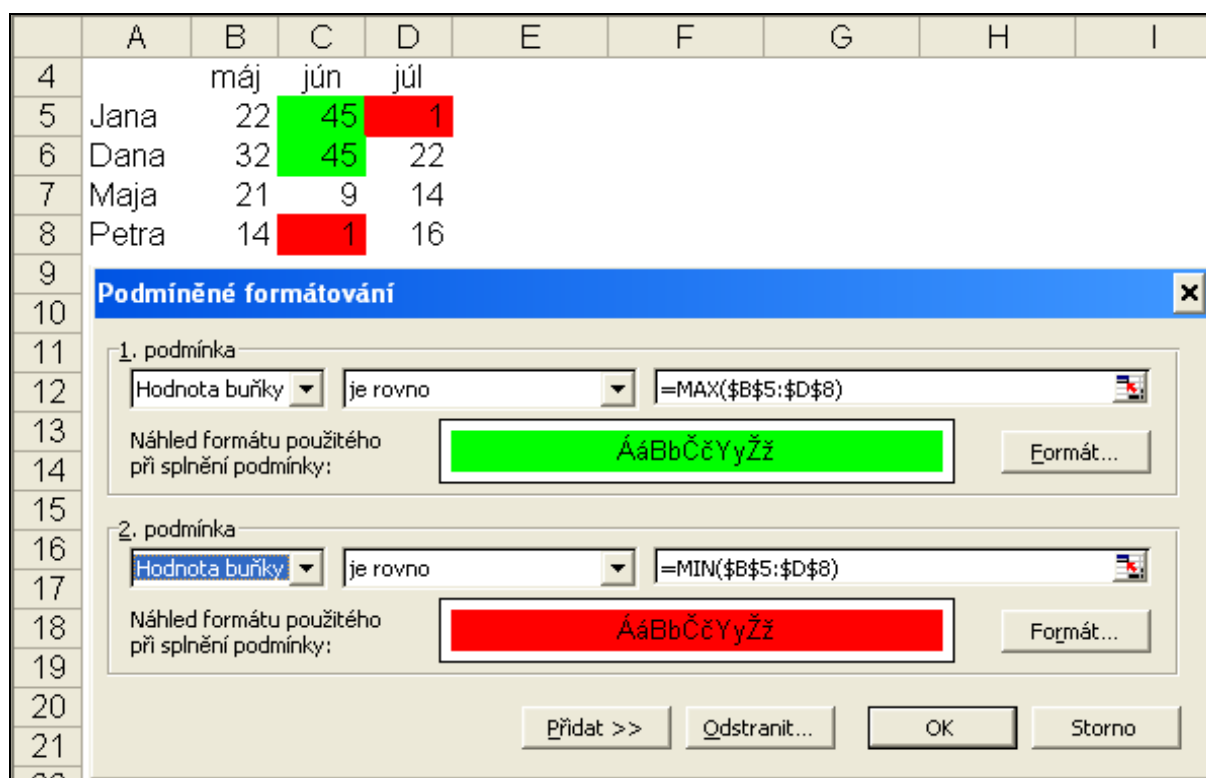 A B C D E F G H I
4 máj jún júl
5 Jana 22 45 1
6 Dana 32 45 22
7 Maja 21 9 14
8 Petra 14 1 16
9
Podmíněné formátování
10
11 1. podmínka
12 Hodnota buňky je rovno =MAX($B$5:$D$8)
13 Náhled formátu použitého ÁáBbČčYyŽž Formát...
14 při splnění podmínky:
15
2. podmínka
16 Hodnota buňky je rovno =MIN($B$5:$D$8)
17
18 Náhled formátu použitého ÁáBbČčYyŽž Formát...
při splnění podmínky:
19
20 Přidat >> Odstranit... OK Storno
21